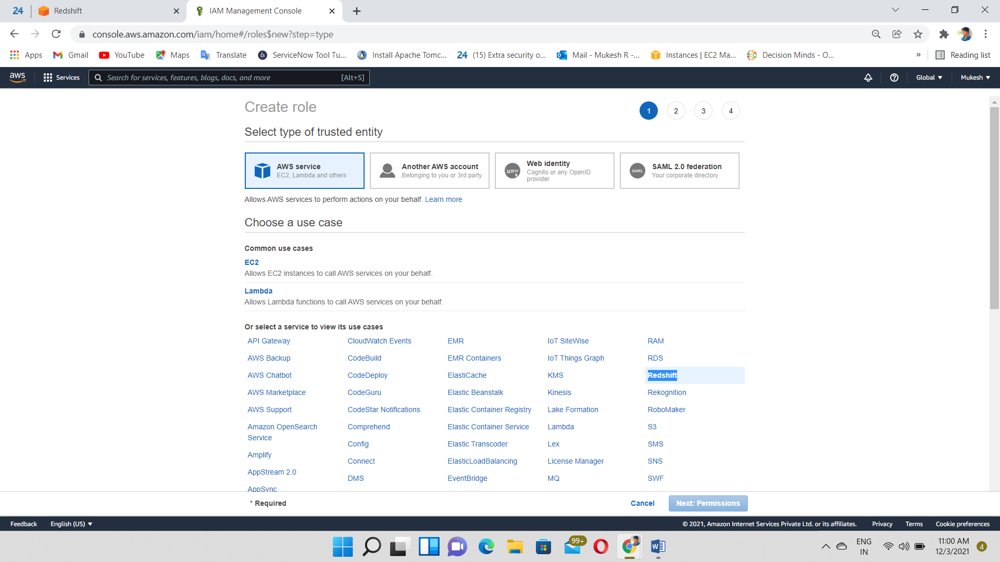 24 Redshift IAM Management Console
console.aws.amazon.com/iam/home#/roles$new?step=type
Apps Gmail YouTube Maps Translate ServiceNow Tool Tu... Install Apache Tomc... 24 (15) Extra security o... Mail - Mukesh R -... Instances | EC2 Ma... Decision Minds - O... » Reading list
aws Services Search for services, features, blogs, docs, and more [Alt+S] Global Mukesh
Create role 1 2 3 4
Select type of trusted entity
AWS service
EC2, Lambda and others
Another AWS account
Belonging to you or 3rd party
WWW
Web identity
Cognito or any OpenID
provider
SAML
SAML 2.0 federation
Your corporate directory
Allows AWS services to perform actions on your behalf. Learn more
Choose a use case
Common use cases
EC2
Allows EC2 instances to call AWS services on your behalf.
Lambda
Allows Lambda functions to call AWS services on your behalf.
Or select a service to view its use cases
API Gateway
AWS Backup
AWS Chatbot
AWS Marketplace
AWS Support
Amazon OpenSearch
Service
Amplify
AppStream 2.0
AppSync
CloudWatch Events
CodeBuild
CodeDeploy
CodeGuru
CodeStar Notifications
Comprehend
Config
Connect
DMS
EMR
EMR Containers
ElastiCache
Elastic Beanstalk
Elastic Container Registry
Elastic Container Service
Elastic Transcoder
ElasticLoadBalancing
EventBridge
IoT SiteWise
IoT Things Graph
KMS
Kinesis
Lake Formation
Lambda
Lex
License Manager
MQ
RAM
RDS
Redshift
Rekognition
RoboMaker
S3
SMS
SNS
SWF
* Required Cancel Next: Permissions
Feedback English (US) © 2021, Amazon Internet Services Private Ltd. or its affiliates. Privacy Terms Cookie preferences
99+
ENG
IN
11:00 AM
12/3/2021
4